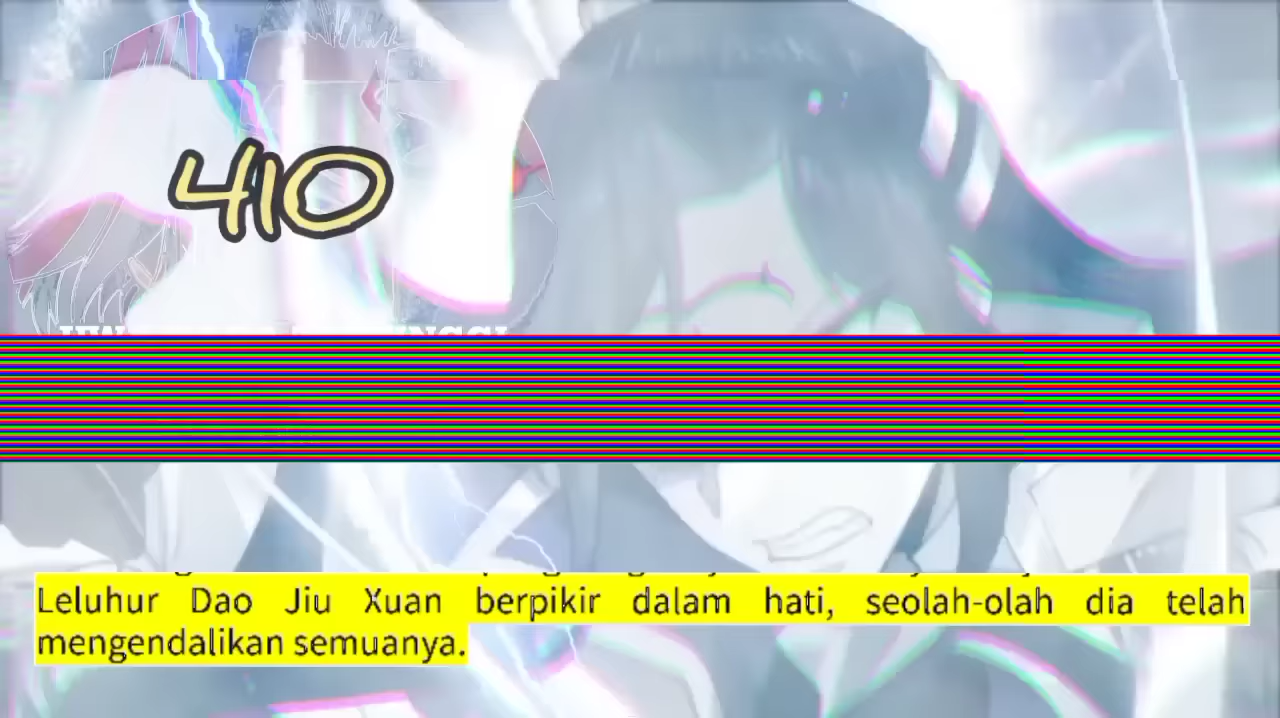 410
Leluhur Dao Jiu Xuan berpikir dalam hati, seolah-olah dia telah
mengendalikan semuanya.